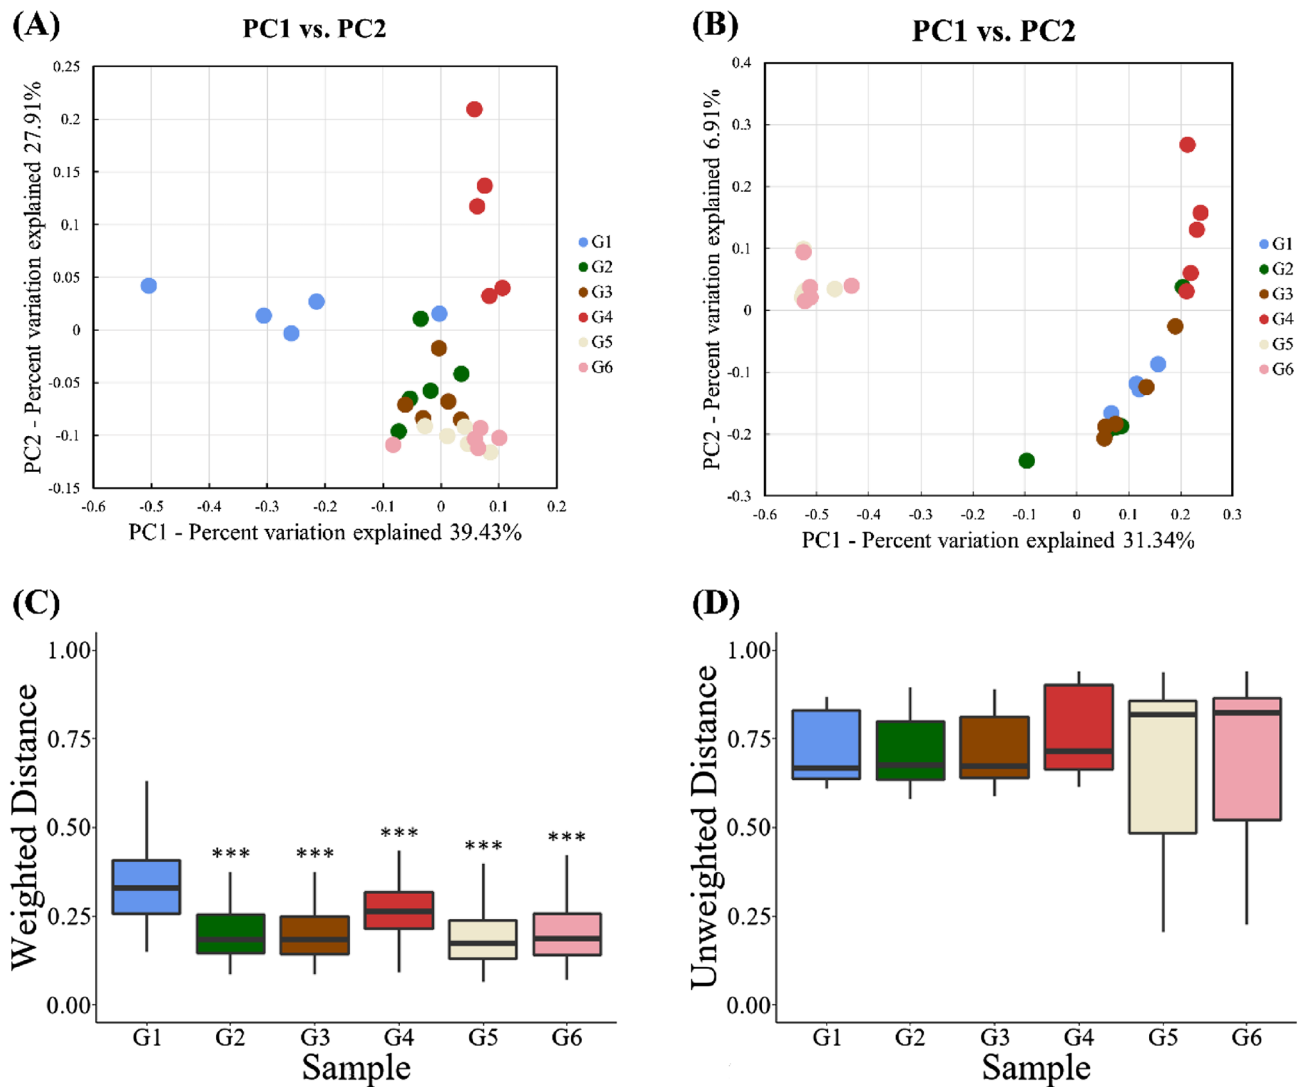 (A)
PC1 vs. PC2
0.25
0.2
0.15
0.1
0.05
0
-0.05
-0.1
-0.15
-0.6 -0.5 -0.4 -0.3 -0.2 -0.1 0 0.1 0.2
PC2 - Percent variation explained 27.91%
PC1 - Percent variation explained 39.43%
G1
G2
G3
G4
G5
G6
(B)
PC1 vs. PC2
0.4
0.3
0.2
0.1
0
-0.1
-0.2
-0.3
-0.6 -0.5 -0.4 -0.3 -0.2 -0.1 0 0.1 0.2 0.3
PC2 - Percent variation explained 6.91%
PC1 - Percent variation explained 31.34%
G1
G2
G3
G4
G5
G6
(C)
Weighted Distance
1.00
0.75
0.50
0.25
0.00
*** *** *** *** ***
G1 G2 G3 G4 G5 G6
Sample
(D)
Unweighted Distance
1.00
0.75
0.50
0.25
0.00
G1 G2 G3 G4 G5 G6
Sample